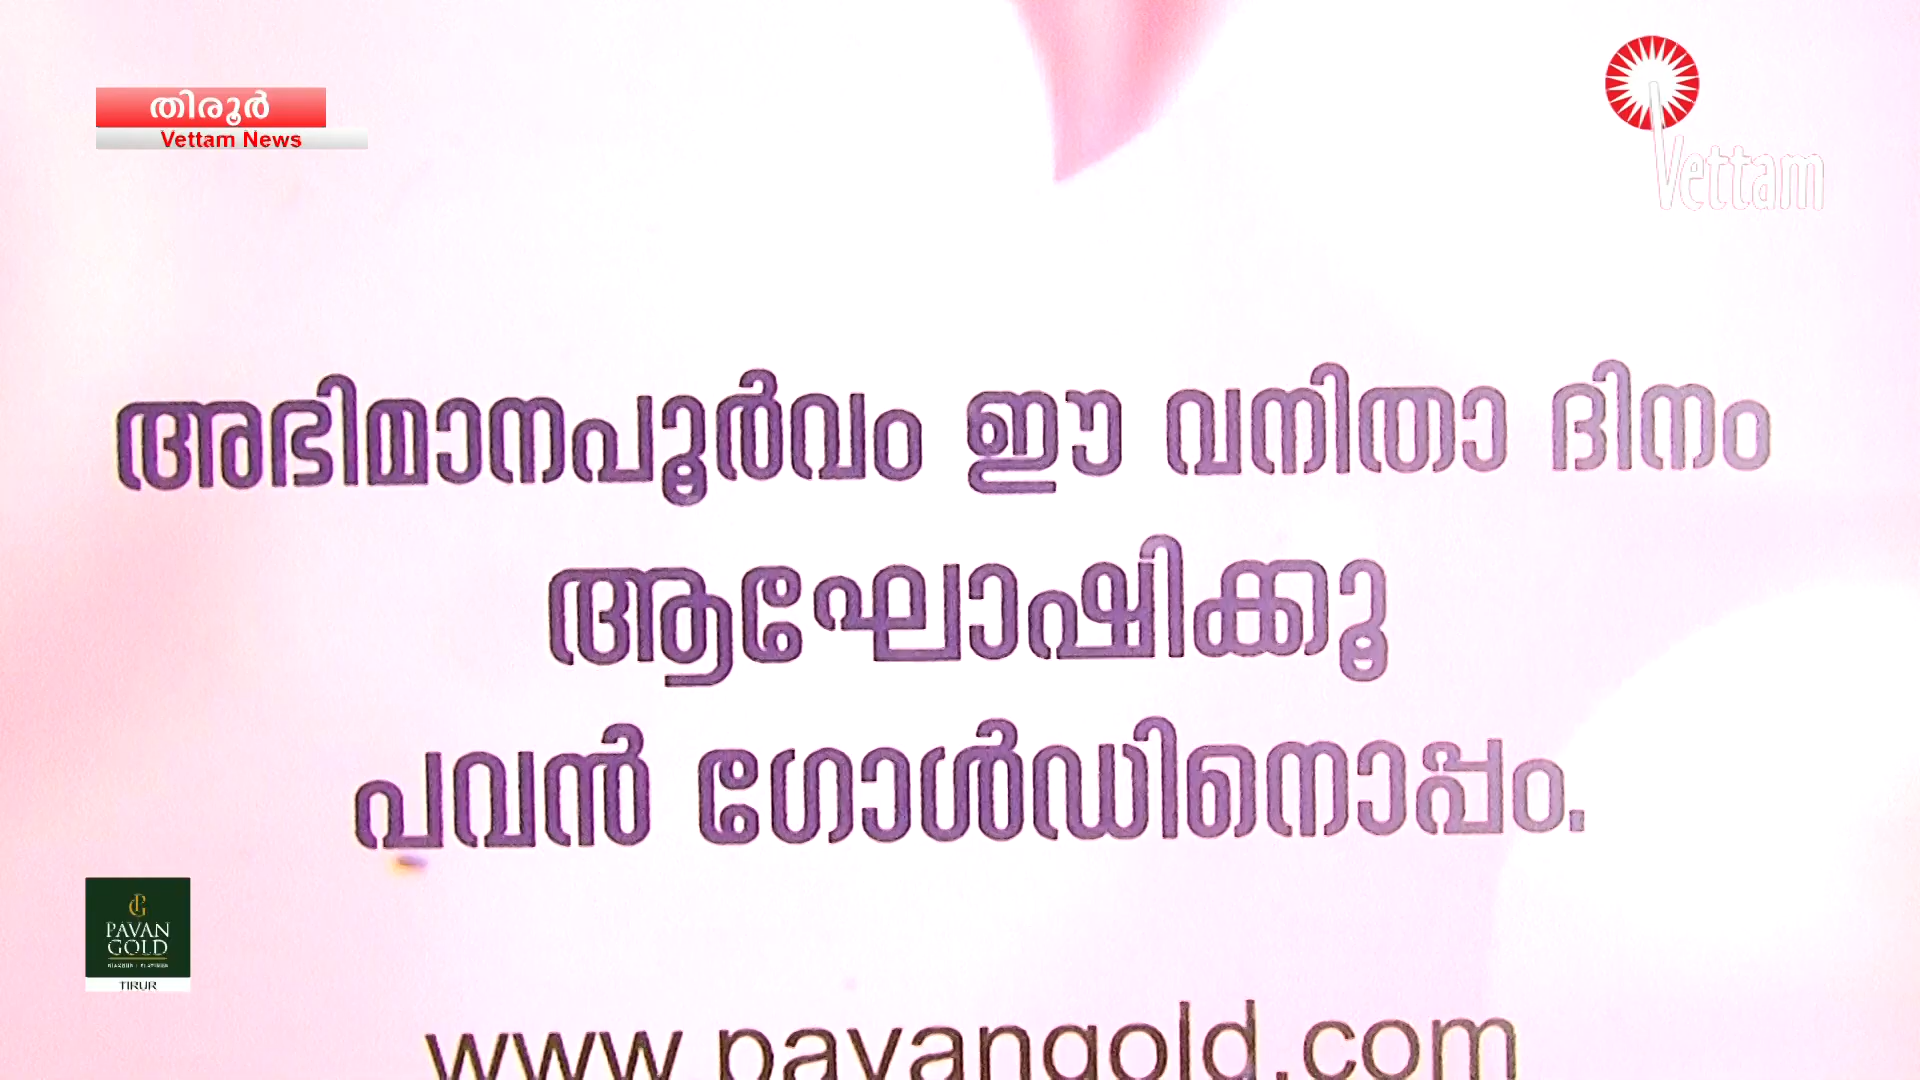 തിരൂർ
Vettam News
Vettam
അഭിമാനപൂർവം ഈ വനിതാ ദിനം
ആഘോഷിക്കൂ
പവൻ ഗോൾഡിനൊപ്പം.
PAVAN
GOLD
TIRUR
www.pavangold.com